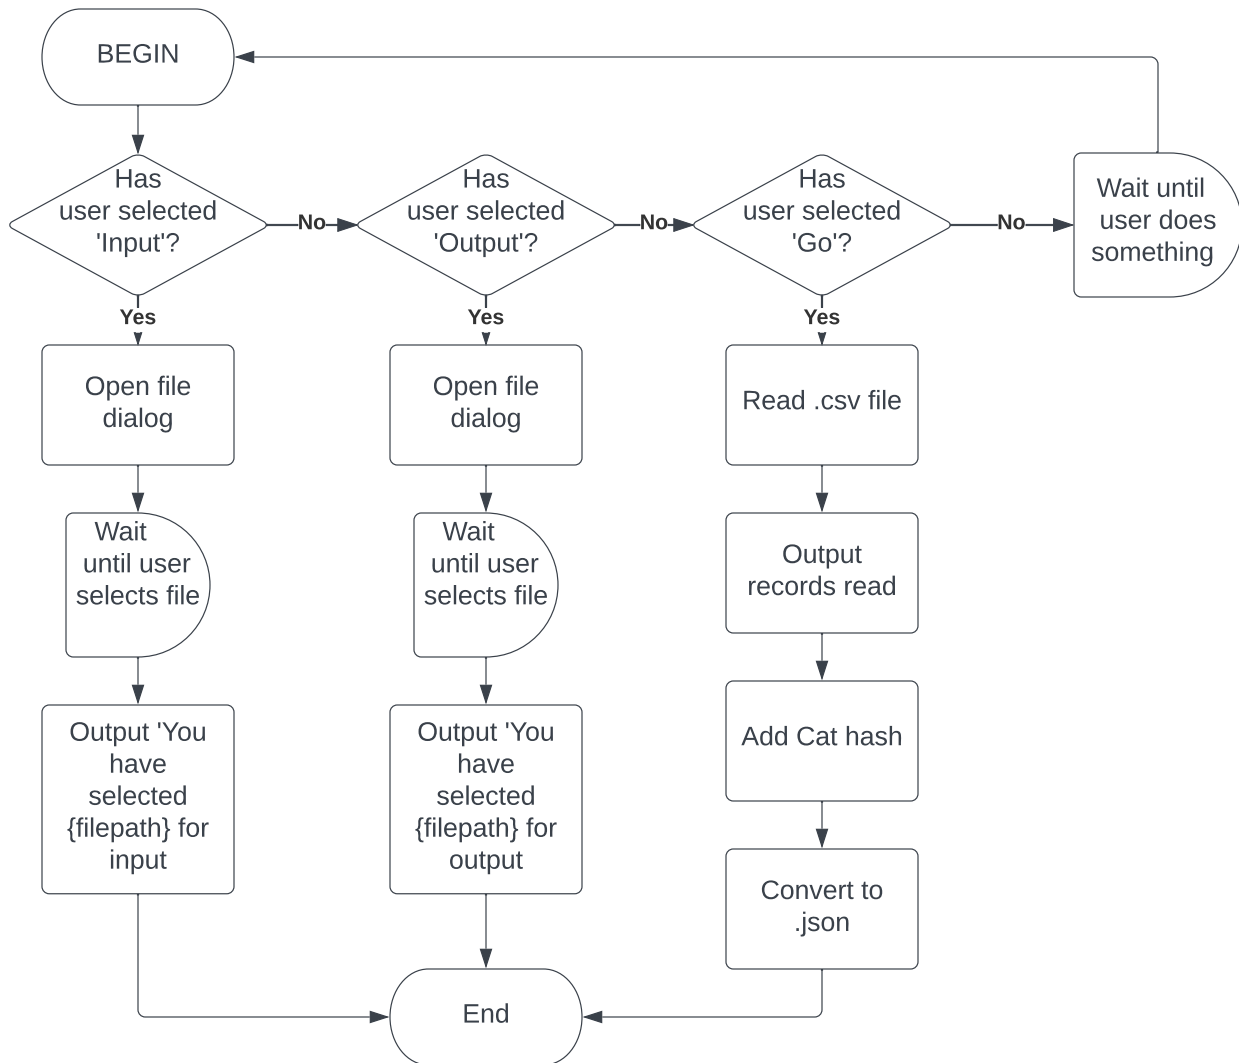 BEGIN
Has
user selected
'Input'?
No
Has
user selected
'Output'?
No
Has
user selected
'Go'?
No
Wait until
user does
something
Yes
Yes
Yes
Open file
dialog
Open file
dialog
Read .csv file
Wait
until user
selects file
Wait
until user
selects file
Output
records read
Output 'You
have
selected
{filepath} for
input
Output 'You
have
selected
{filepath} for
output
Add Cat hash
Convert to
.json
End